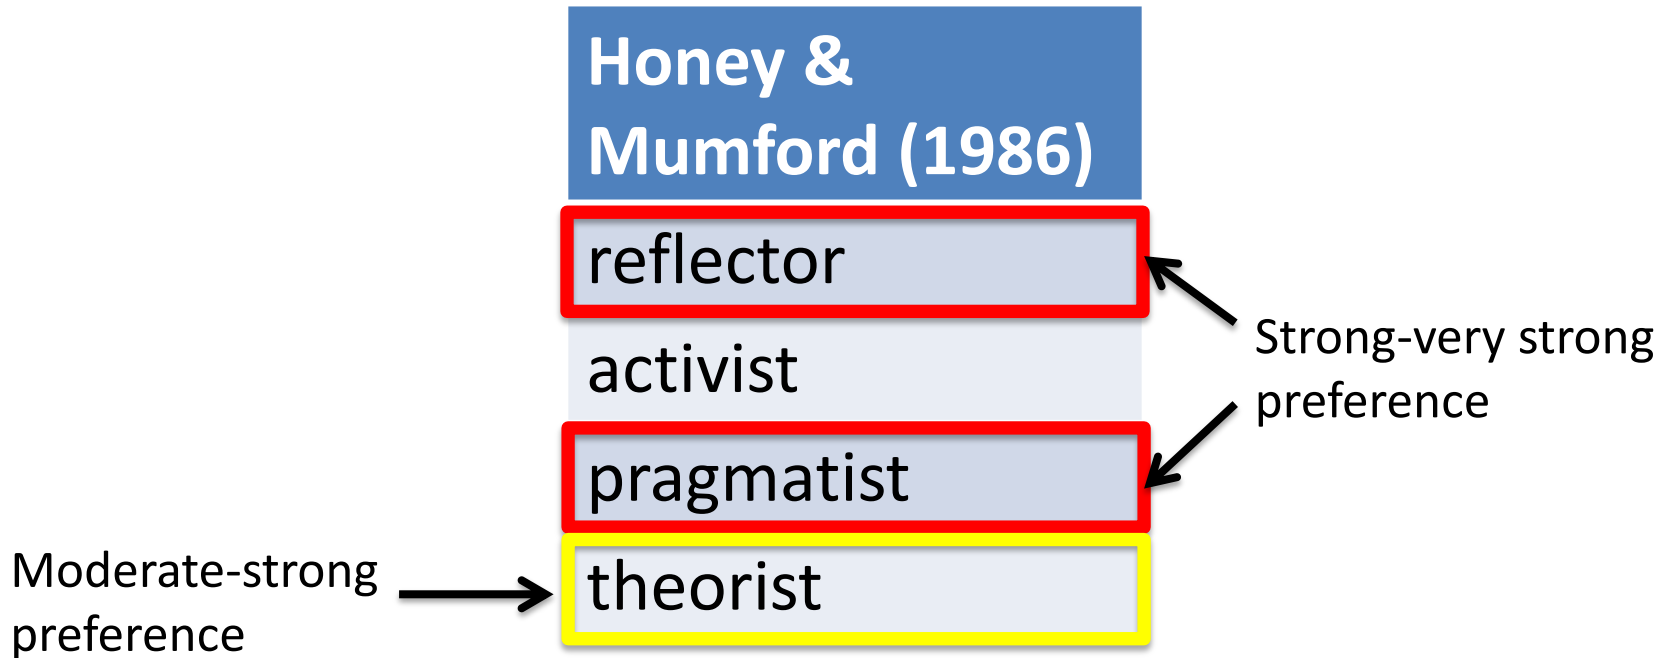 Honey &
Mumford (1986)
reflector
activist
pragmatist
theorist
Strong-very strong
preference
Moderate-strong
preference